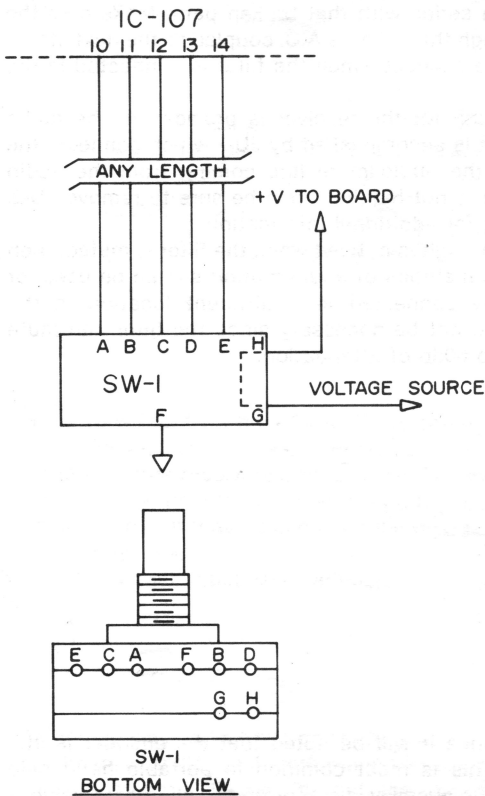 IC-107
10 11 12 13 14
ANY LENGTH
+V TO BOARD
A B C D E H
SW-1
VOLTAGE SOURCE
F G
E C A F B D
G H
SW-1
BOTTOM VIEW